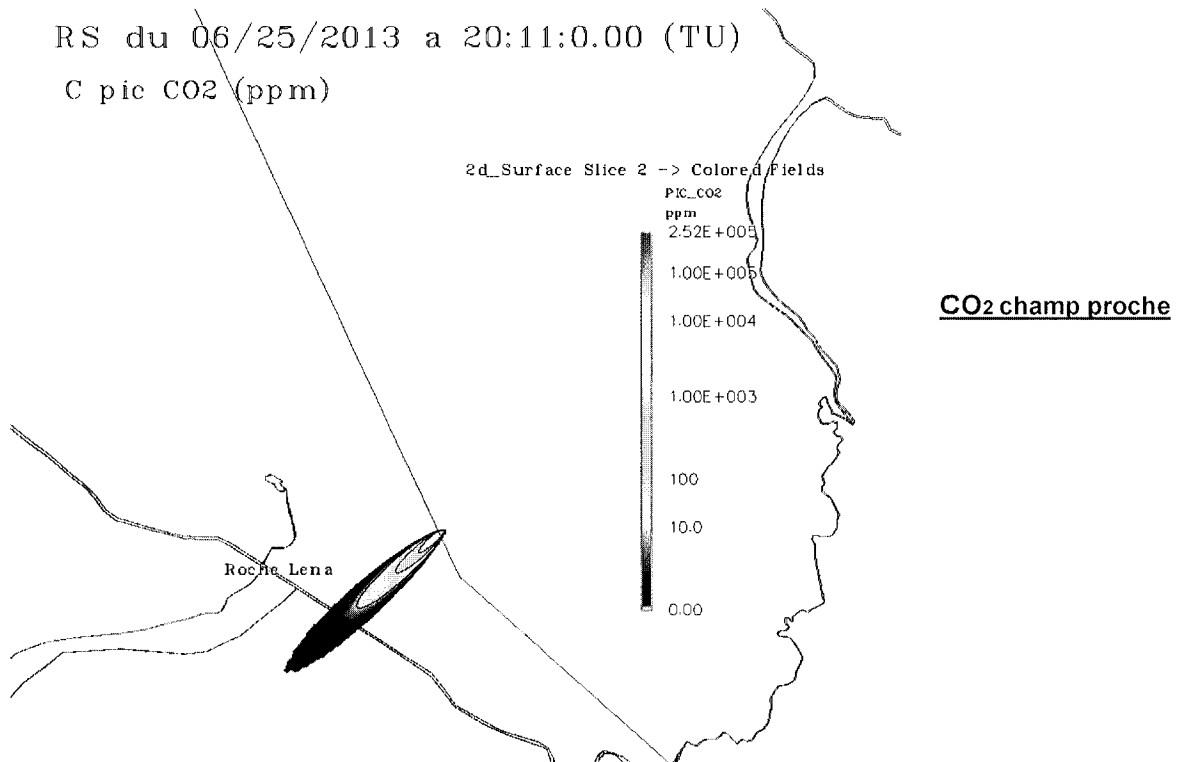 RS du 06/25/2013 a 20:11:0.00 (TU)
C pic CO2 (ppm)
2d_Surface Slice 2 -> Colored Fields
PIC_CO2
ppm
2.52E+005
1.00E+005
1.00E+004
1.00E+003
100
10.0
0.00
CO2 champ proche
Roche Lena